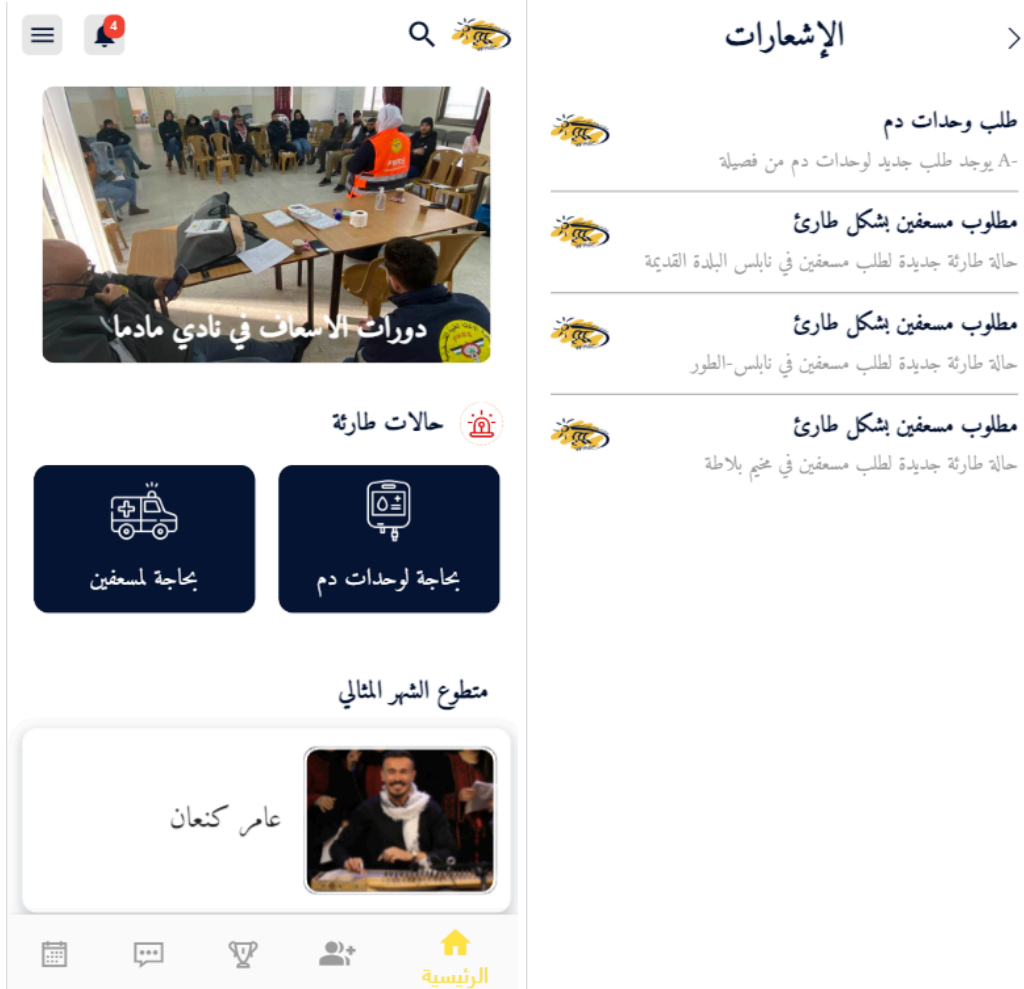 4
دورات الاسعاف في نادي مادما
حالات طارئة
بحاجة لوحدات دم
بحاجة لمسعفين
متطوع الشهر المثالي
عامر كنعان
الرئيسية
الإشعارات
طلب وحدات دم
يوجد طلب جديد لوحدات دم من فصيلة A-
مطلوب مسعفين بشكل طارئ
حالة طارئة جديدة لطلب مسعفين في نابلس البلدة القديمة
مطلوب مسعفين بشكل طارئ
حالة طارئة جديدة لطلب مسعفين في نابلس-الطور
مطلوب مسعفين بشكل طارئ
حالة طارئة جديدة لطلب مسعفين في مخيم بلاطة